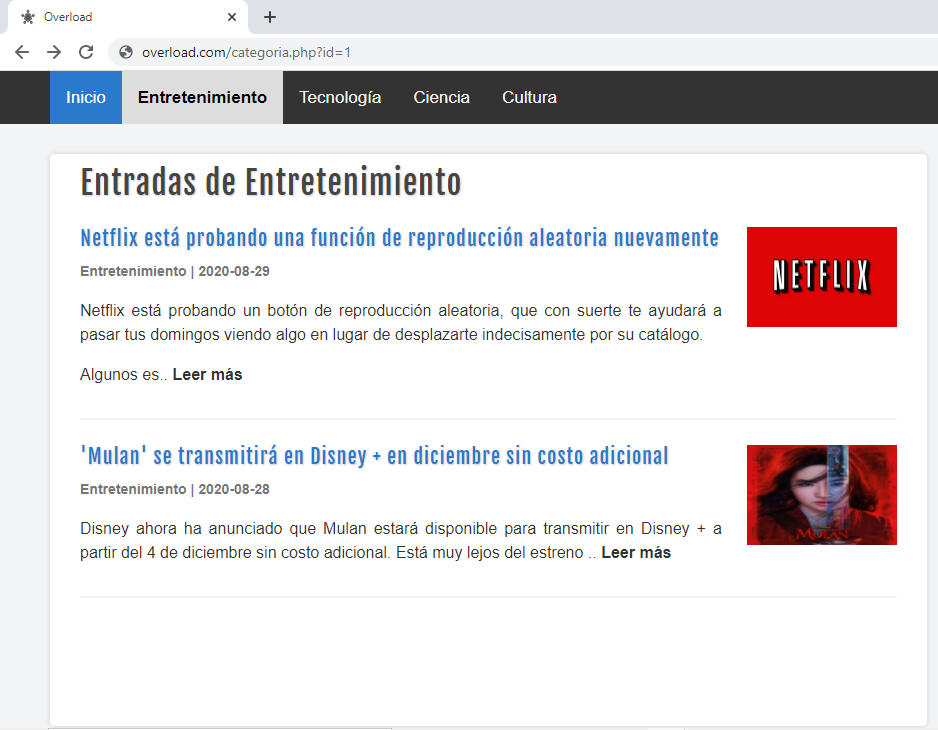 Overload
overload.com/categoria.php?id=1
Inicio Entretenimiento Tecnología Ciencia Cultura
Entradas de Entretenimiento
Netflix está probando una función de reproducción aleatoria nuevamente
Entretenimiento | 2020-08-29
NETFLIX
Netflix está probando un botón de reproducción aleatoria, que con suerte te ayudará a
pasar tus domingos viendo algo en lugar de desplazarte indecisamente por su catálogo.
Algunos es.. Leer más
'Mulan' se transmitirá en Disney + en diciembre sin costo adicional
Entretenimiento | 2020-08-28
Disney ahora ha anunciado que Mulan estará disponible para transmitir en Disney + a
partir del 4 de diciembre sin costo adicional. Está muy lejos del estreno .. Leer más
MULAN